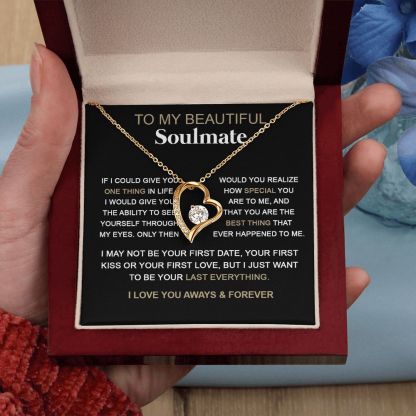 TO MY BEAUTIFUL
Soulmate
IF I COULD GIVE YOU
ONE THING IN LIFE
I WOULD GIVE YOU
THE ABILITY TO SEE
YOURSELF THROUGH
MY EYES. ONLY THEN
WOULD YOU REALIZE
HOW SPECIAL YOU
ARE TO ME, AND
THAT YOU ARE THE
BEST THING THAT
EVER HAPPENED TO ME.
I MAY NOT BE YOUR FIRST DATE, YOUR FIRST
KISS OR YOUR FIRST LOVE, BUT I JUST WANT
TO BE YOUR LAST EVERYTHING.
I LOVE YOU AWAYS & FOREVER